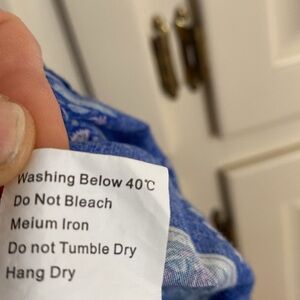 Washing Below 40℃
Do Not Bleach
Meium Iron
Do not Tumble Dry
Hang Dry